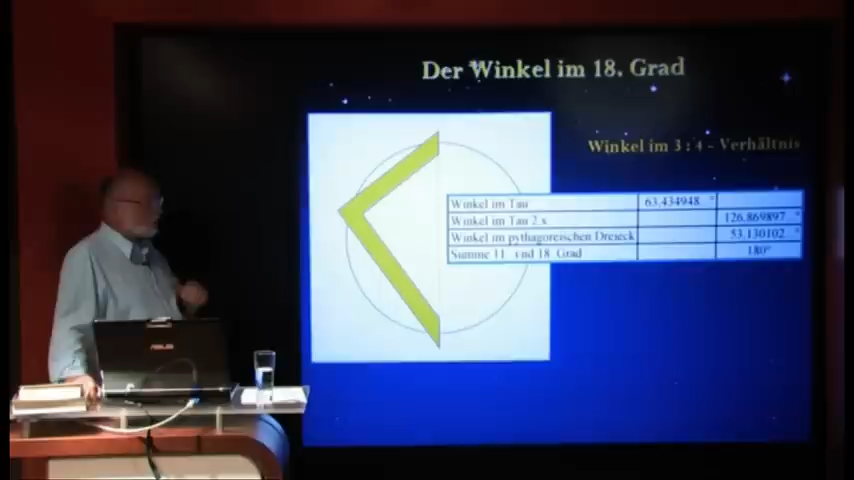 Der Winkel im 18. Grad
Winkel im 3 : 4 - Verhältnis
Winkel im Tau 63,434948 °
Winkel im Tau 2 x 126,869897 °
Winkel im pythagoreischen Dreieck 53,130102 °
Summe 11. und 18. Grad 180°
ASUS